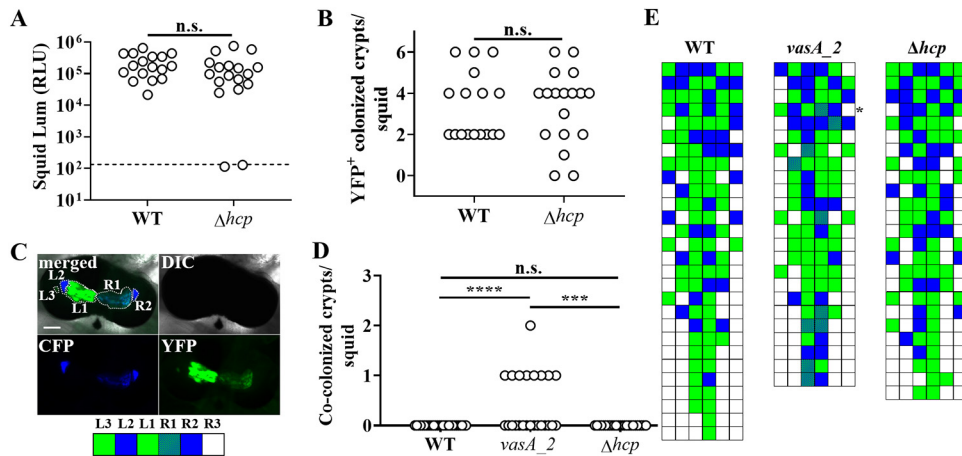 A
n.s.
Squid Lum (RLU)
10^6
10^5
10^4
10^3
10^2
10^1
WT
Δhcp
B
n.s.
YFP^+ colonized crypts/
squid
6
4
2
0
WT
Δhcp
C
merged
DIC
L2
R1
L3
L1
R2
CFP
YFP
L3 L2 L1 R1 R2 R3
D
n.s.
**** ***
Co-colonized crypts/
squid
3
2
1
0
WT
vasA_2
Δhcp
E
WT
vasA_2
Δhcp
*